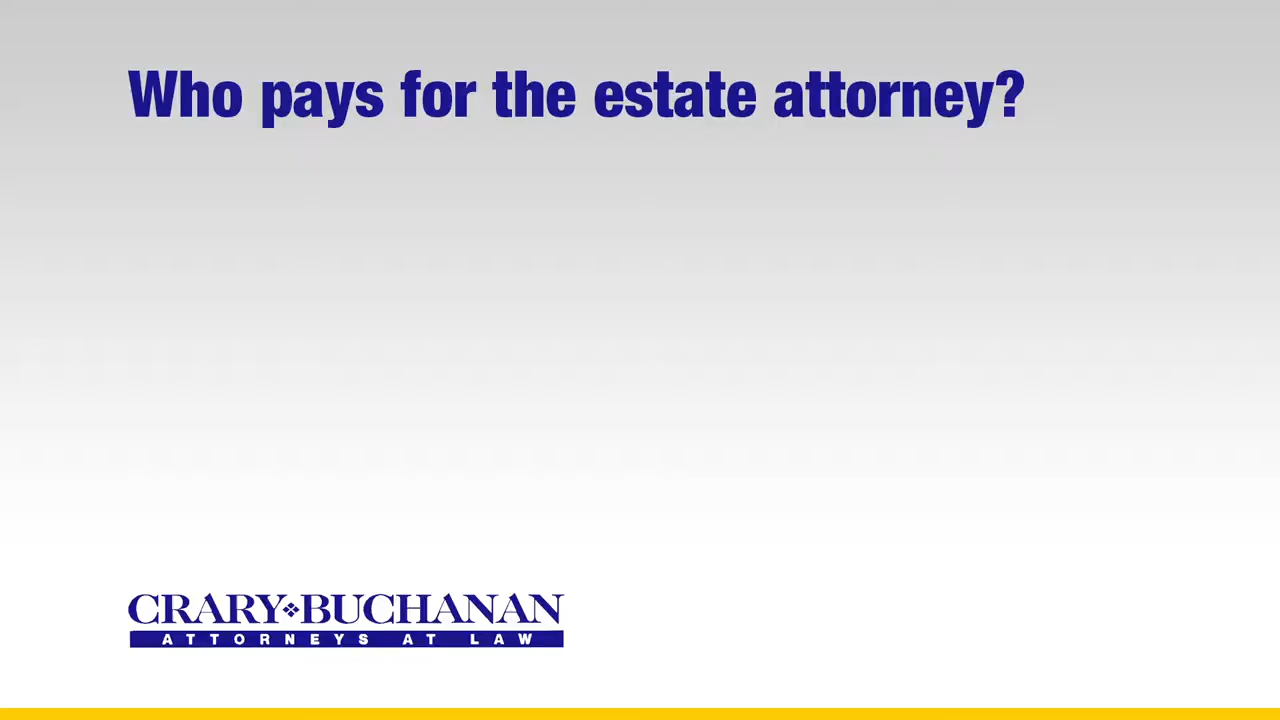 Who pays for the estate attorney?
CRARY❖BUCHANAN
ATTORNEYS AT LAW